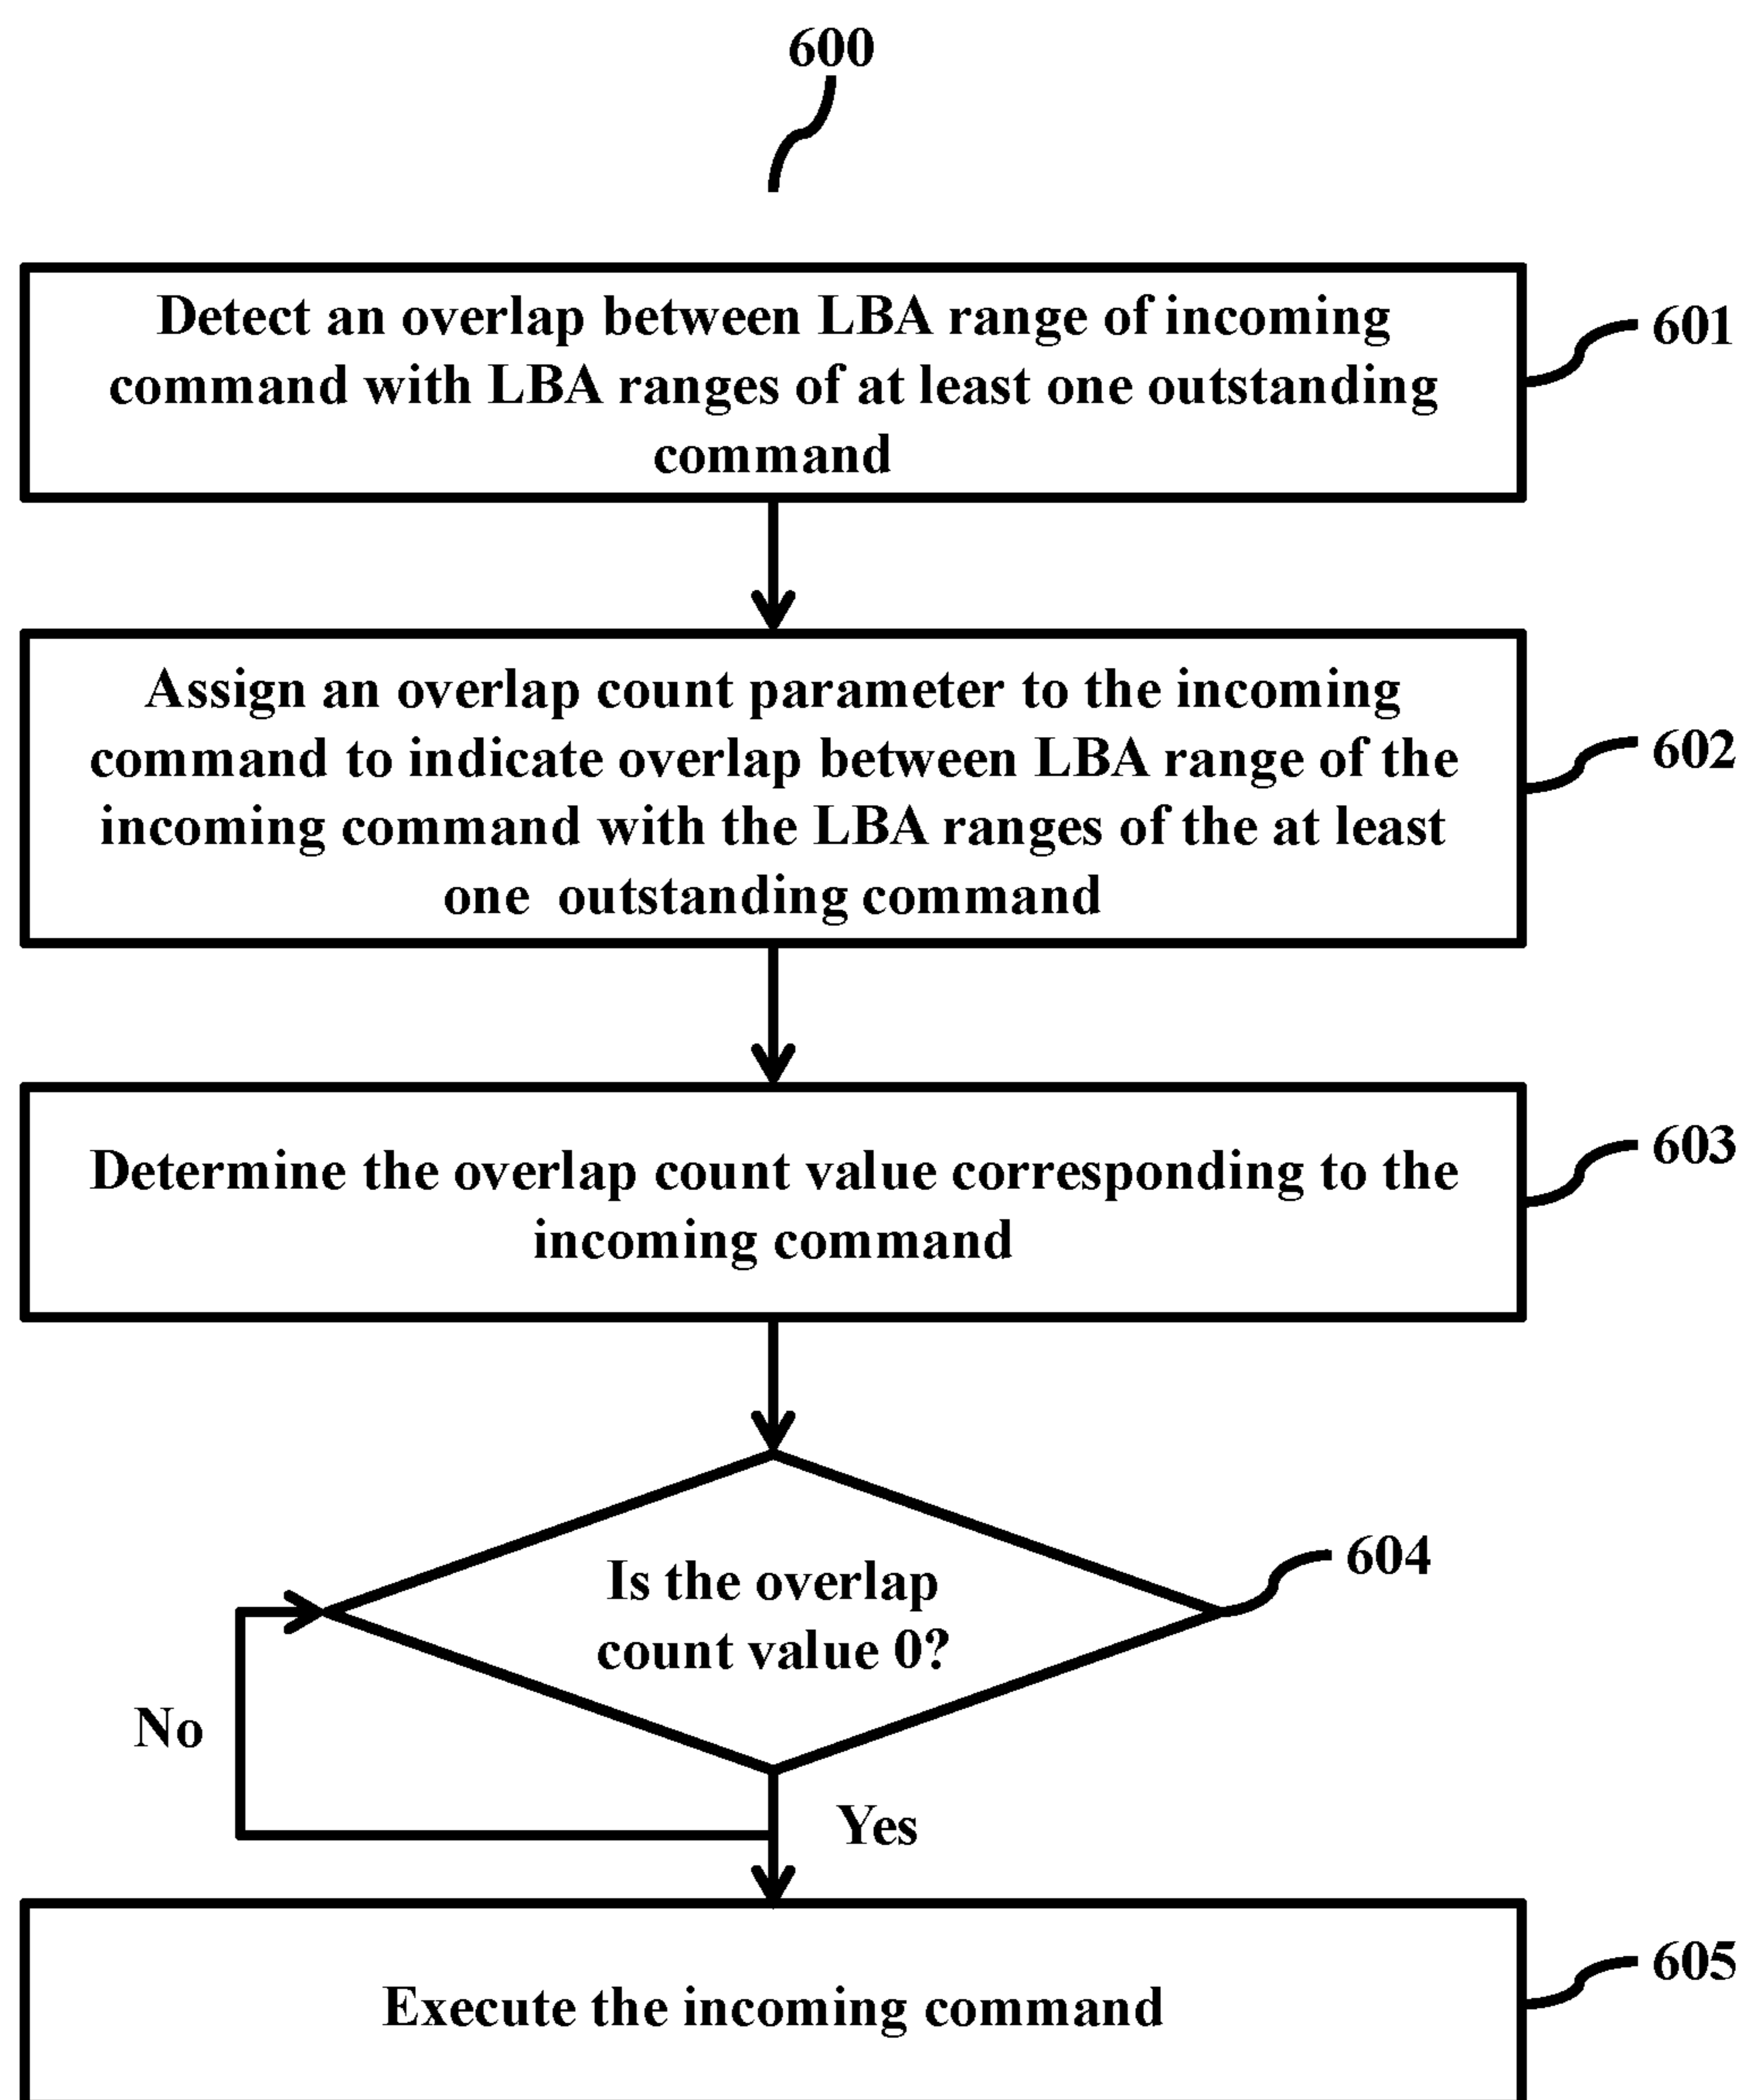 600
Detect an overlap between LBA range of incoming
command with LBA ranges of at least one outstanding
command
601
Assign an overlap count parameter to the incoming
command to indicate overlap between LBA range of the
incoming command with the LBA ranges of the at least
one outstanding command
602
Determine the overlap count value corresponding to the
incoming command
603
Is the overlap
count value 0?
604
No
Yes
Execute the incoming command
605